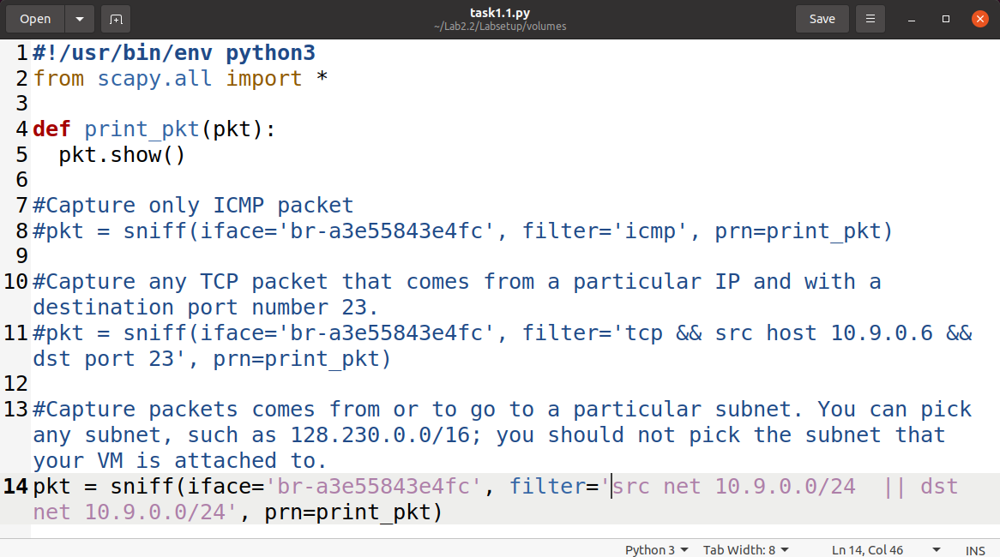 Open
task1.1.py
~/Lab2.2/Labsetup/volumes
Save
1 #!/usr/bin/env python3
2 from scapy.all import *
3
4 def print_pkt(pkt):
5   pkt.show()
6
7 #Capture only ICMP packet
8 #pkt = sniff(iface='br-a3e55843e4fc', filter='icmp', prn=print_pkt)
9
10 #Capture any TCP packet that comes from a particular IP and with a
destination port number 23.
11 #pkt = sniff(iface='br-a3e55843e4fc', filter='tcp && src host 10.9.0.6 &&
dst port 23', prn=print_pkt)
12
13 #Capture packets comes from or to go to a particular subnet. You can pick
any subnet, such as 128.230.0.0/16; you should not pick the subnet that
your VM is attached to.
14 pkt = sniff(iface='br-a3e55843e4fc', filter='src net 10.9.0.0/24  || dst
net 10.9.0.0/24', prn=print_pkt)
Python 3 Tab Width: 8 Ln 14, Col 46 INS